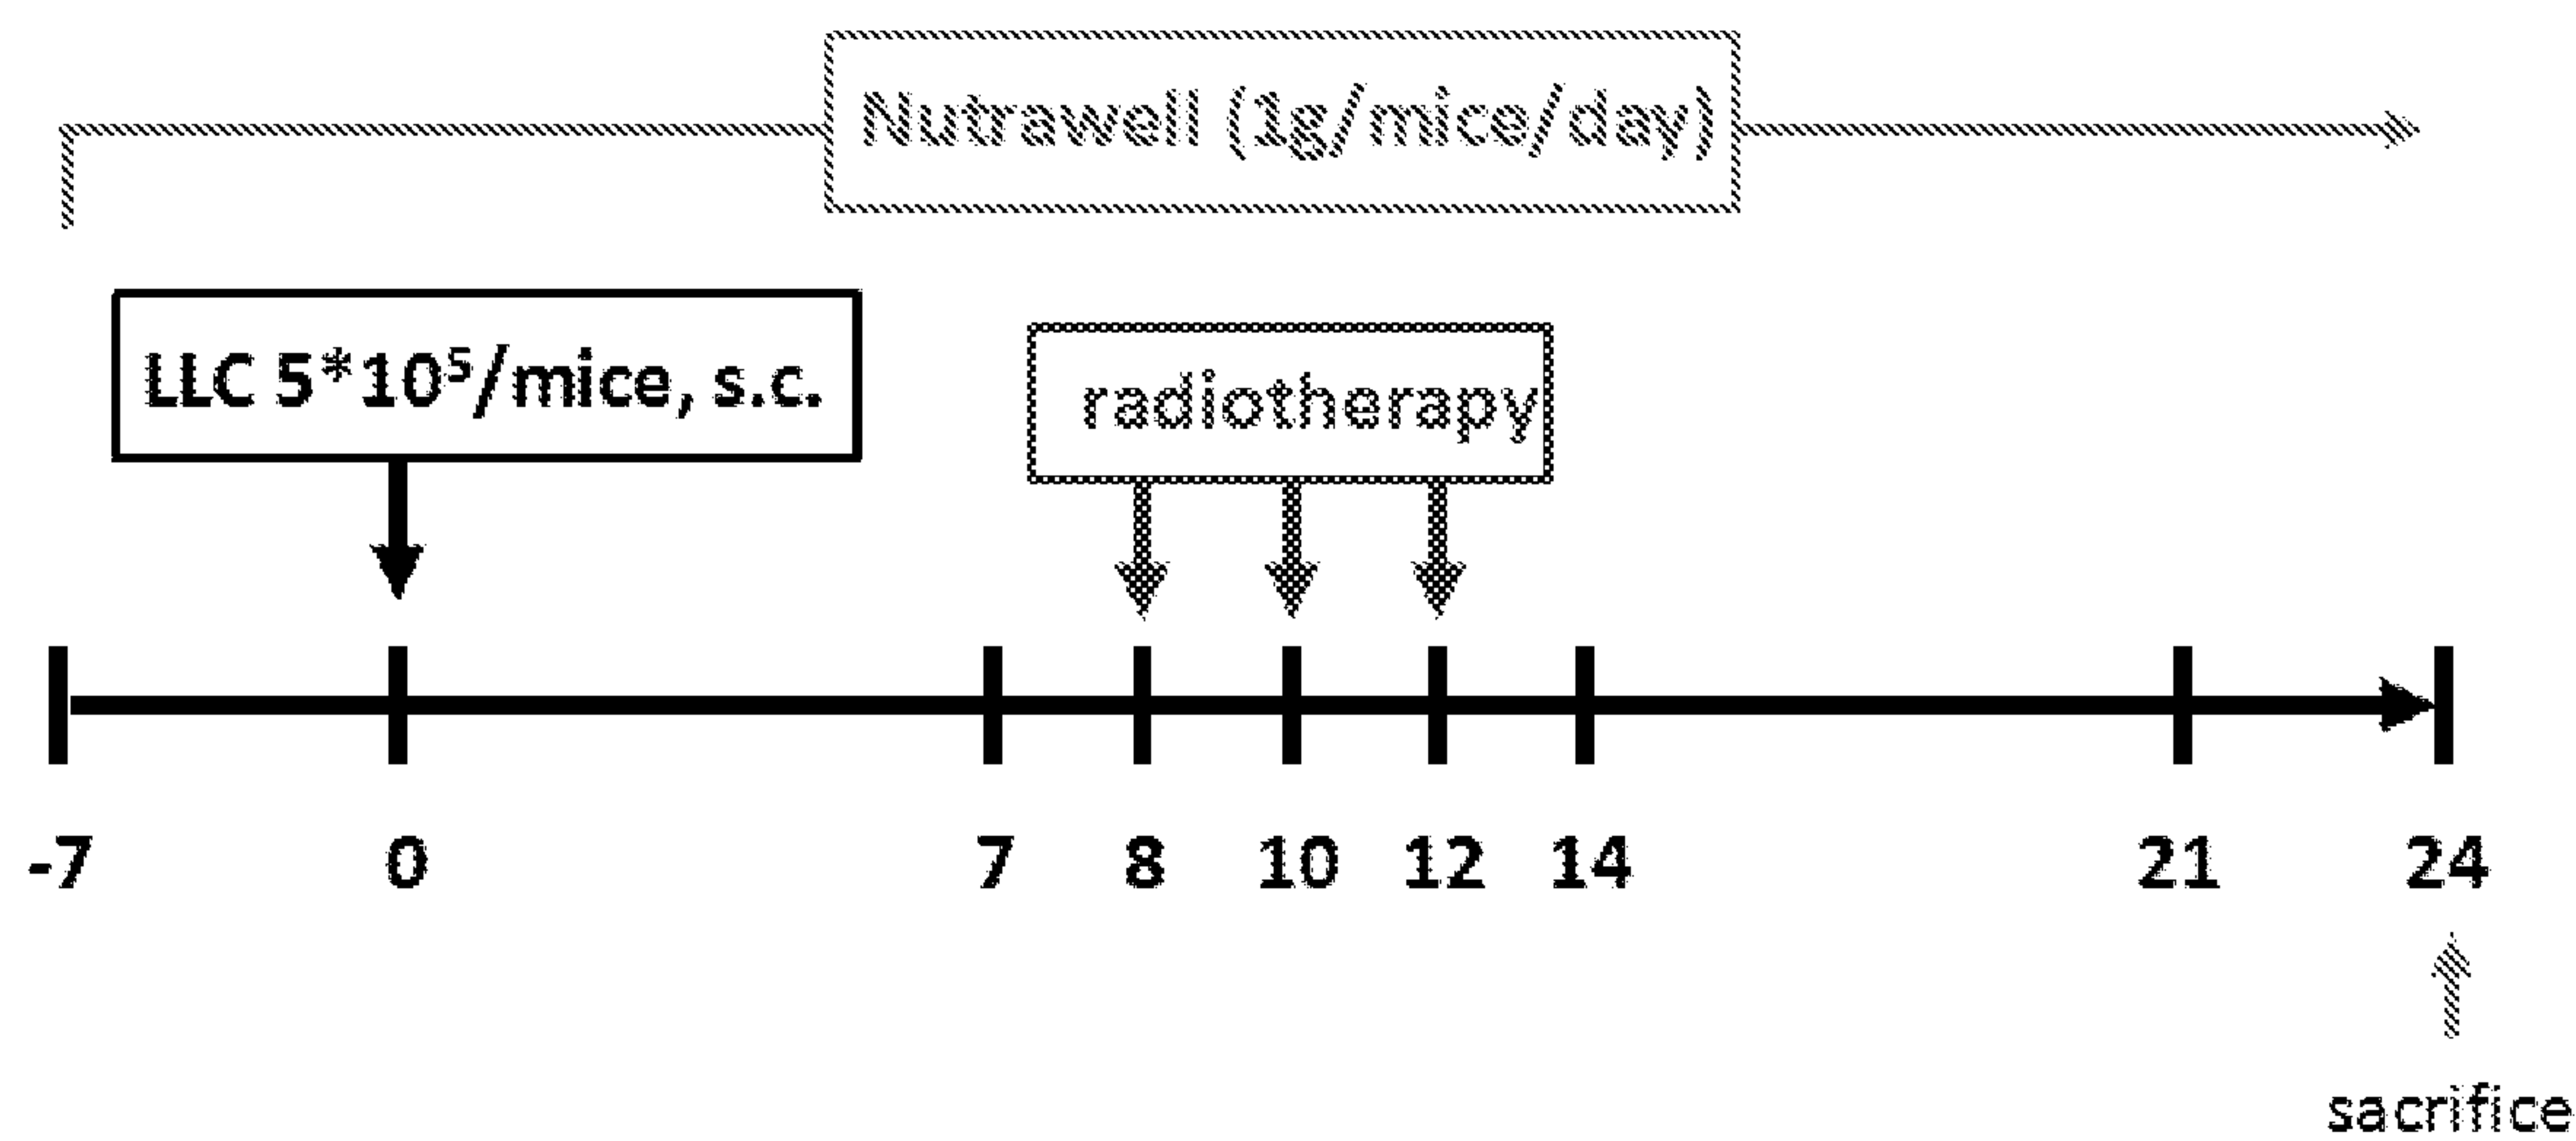 Nutrawell (1g/mice/day)
LLC 5*10⁵/mice, s.c.
radiotherapy
-7 0 7 8 10 12 14 21 24
sacrifice